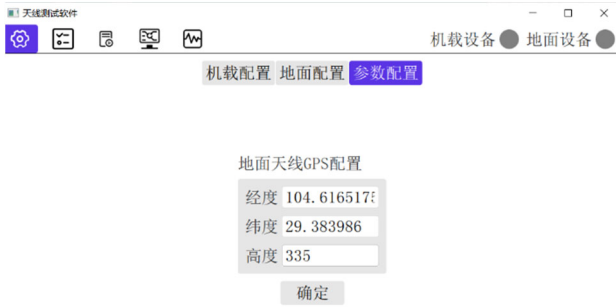 天线测试软件
机载设备 地面设备
机载配置 地面配置 参数配置
地面天线GPS配置
经度 104.6165175
纬度 29.383986
高度 335
确定